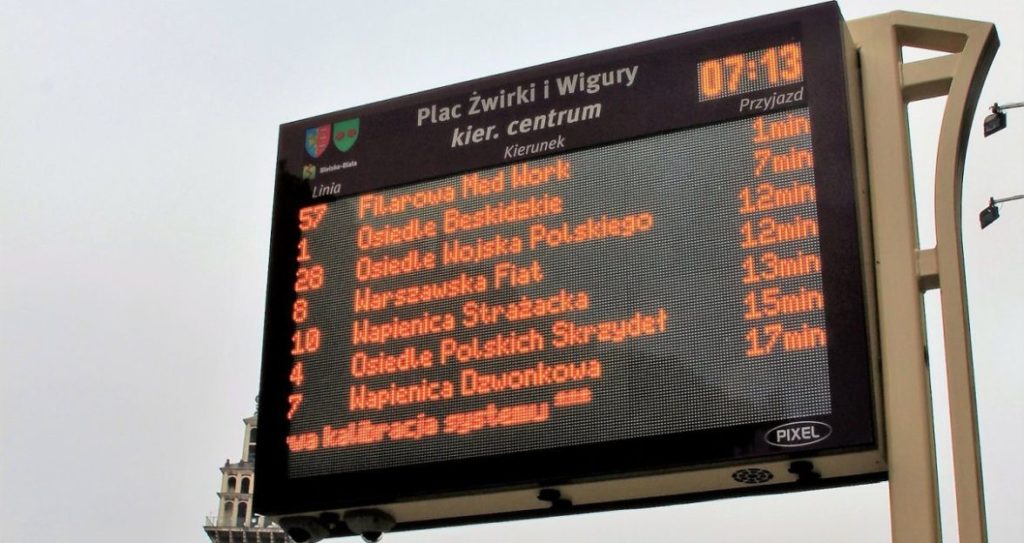 Plac Żwirki i Wigury
kier. centrum
07:13
Bielsko-Biała
Linia Kierunek Przyjazd
57 Filarowa Med Work 1min
1 Osiedle Beskidzkie 7min
28 Osiedle Wojska Polskiego 12min
8 Warszawska Fiat 12min
10 Wapienica Strażacka 13min
4 Osiedle Polskich Skrzydeł 15min
7 Wapienica Dzwonkowa 17min
wa kalibracja systemu ***
PIXEL